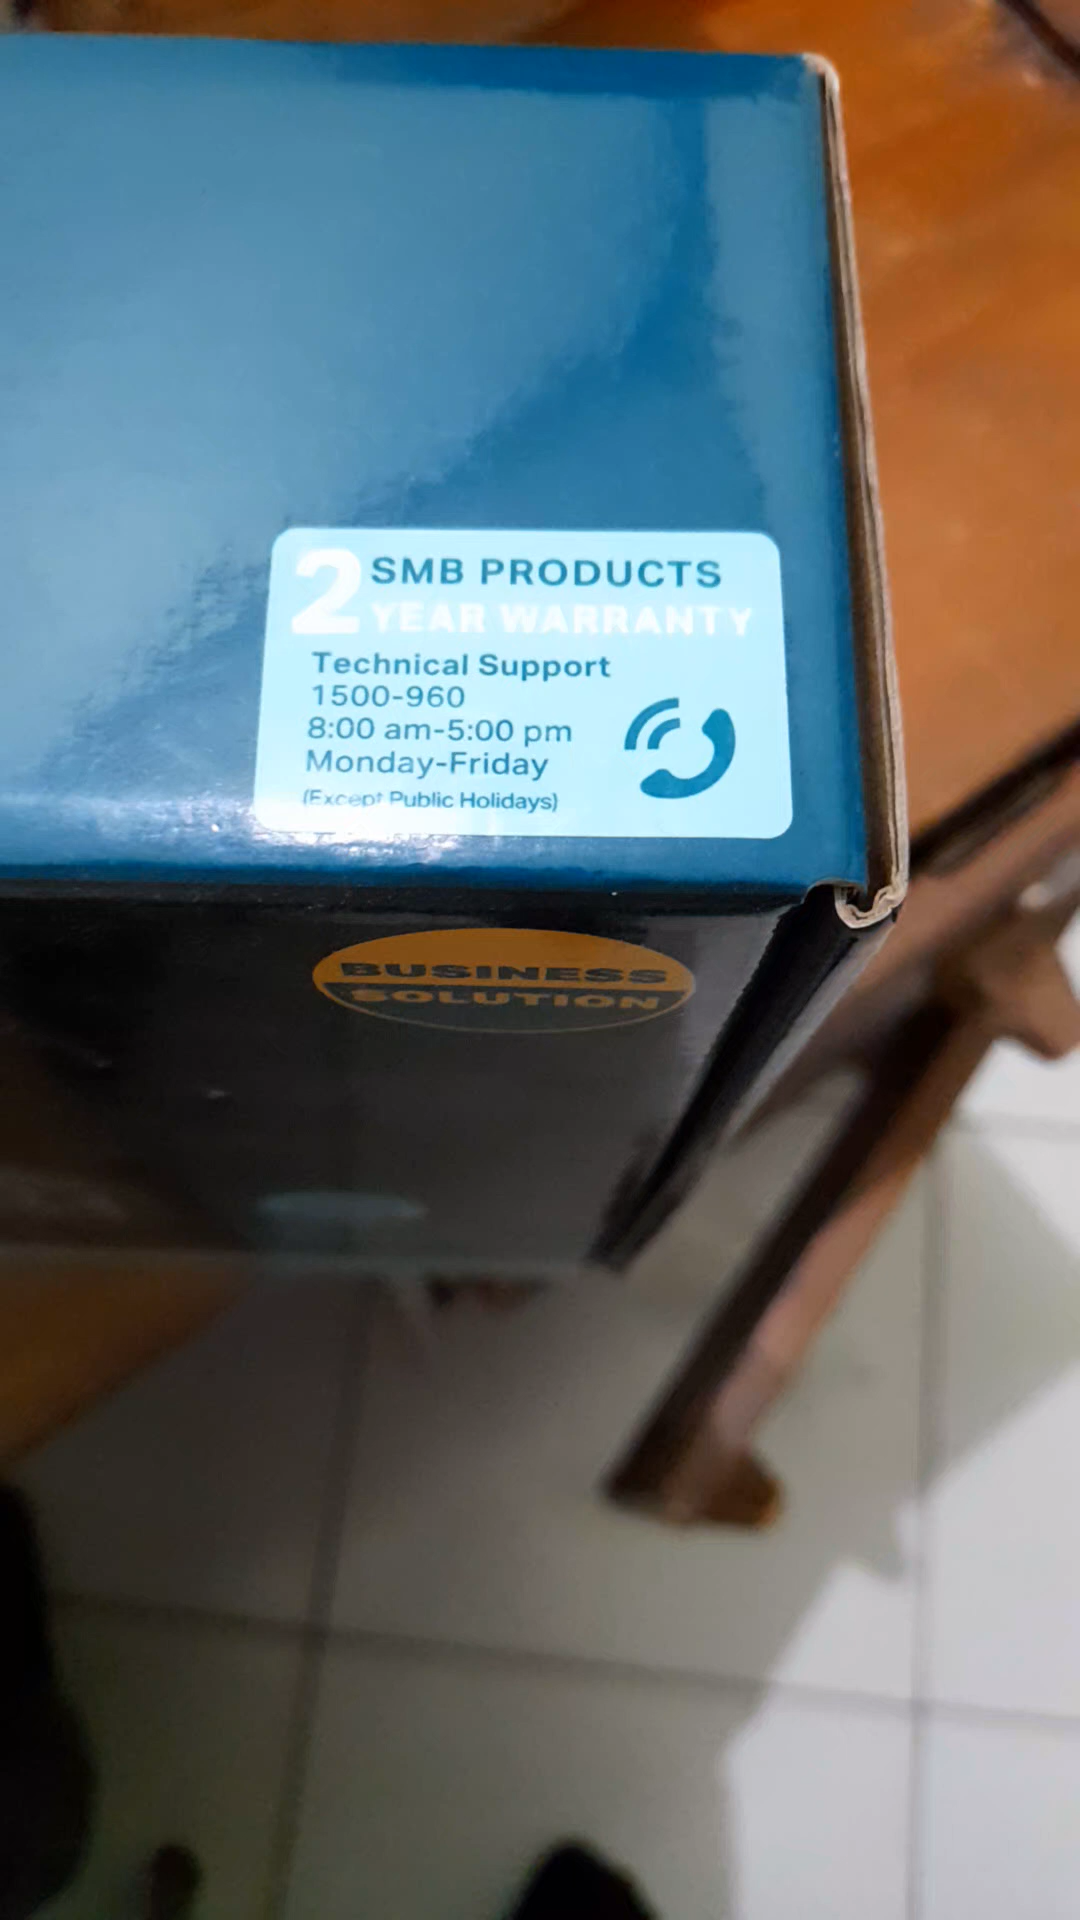 2 SMB PRODUCTS
YEAR WARRANTY
Technical Support
1500-960
8:00 am-5:00 pm
Monday-Friday
(Except Public Holidays)
BUSINESS
SOLUTION